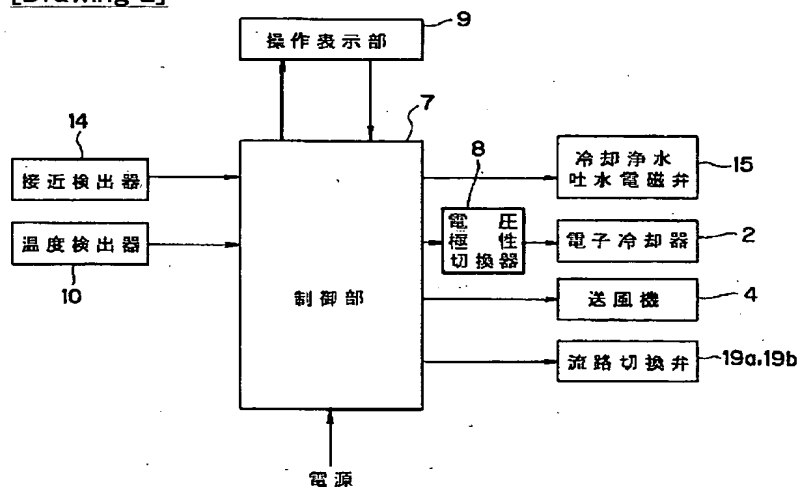 9
操作表示部
7
14
接近検出器
8
冷却浄水
吐水電磁弁
15
電圧
極性
切換器
電子冷却器
2
温度検出器
10
制御部
送風機
4
流路切換弁
19a,19b
電源